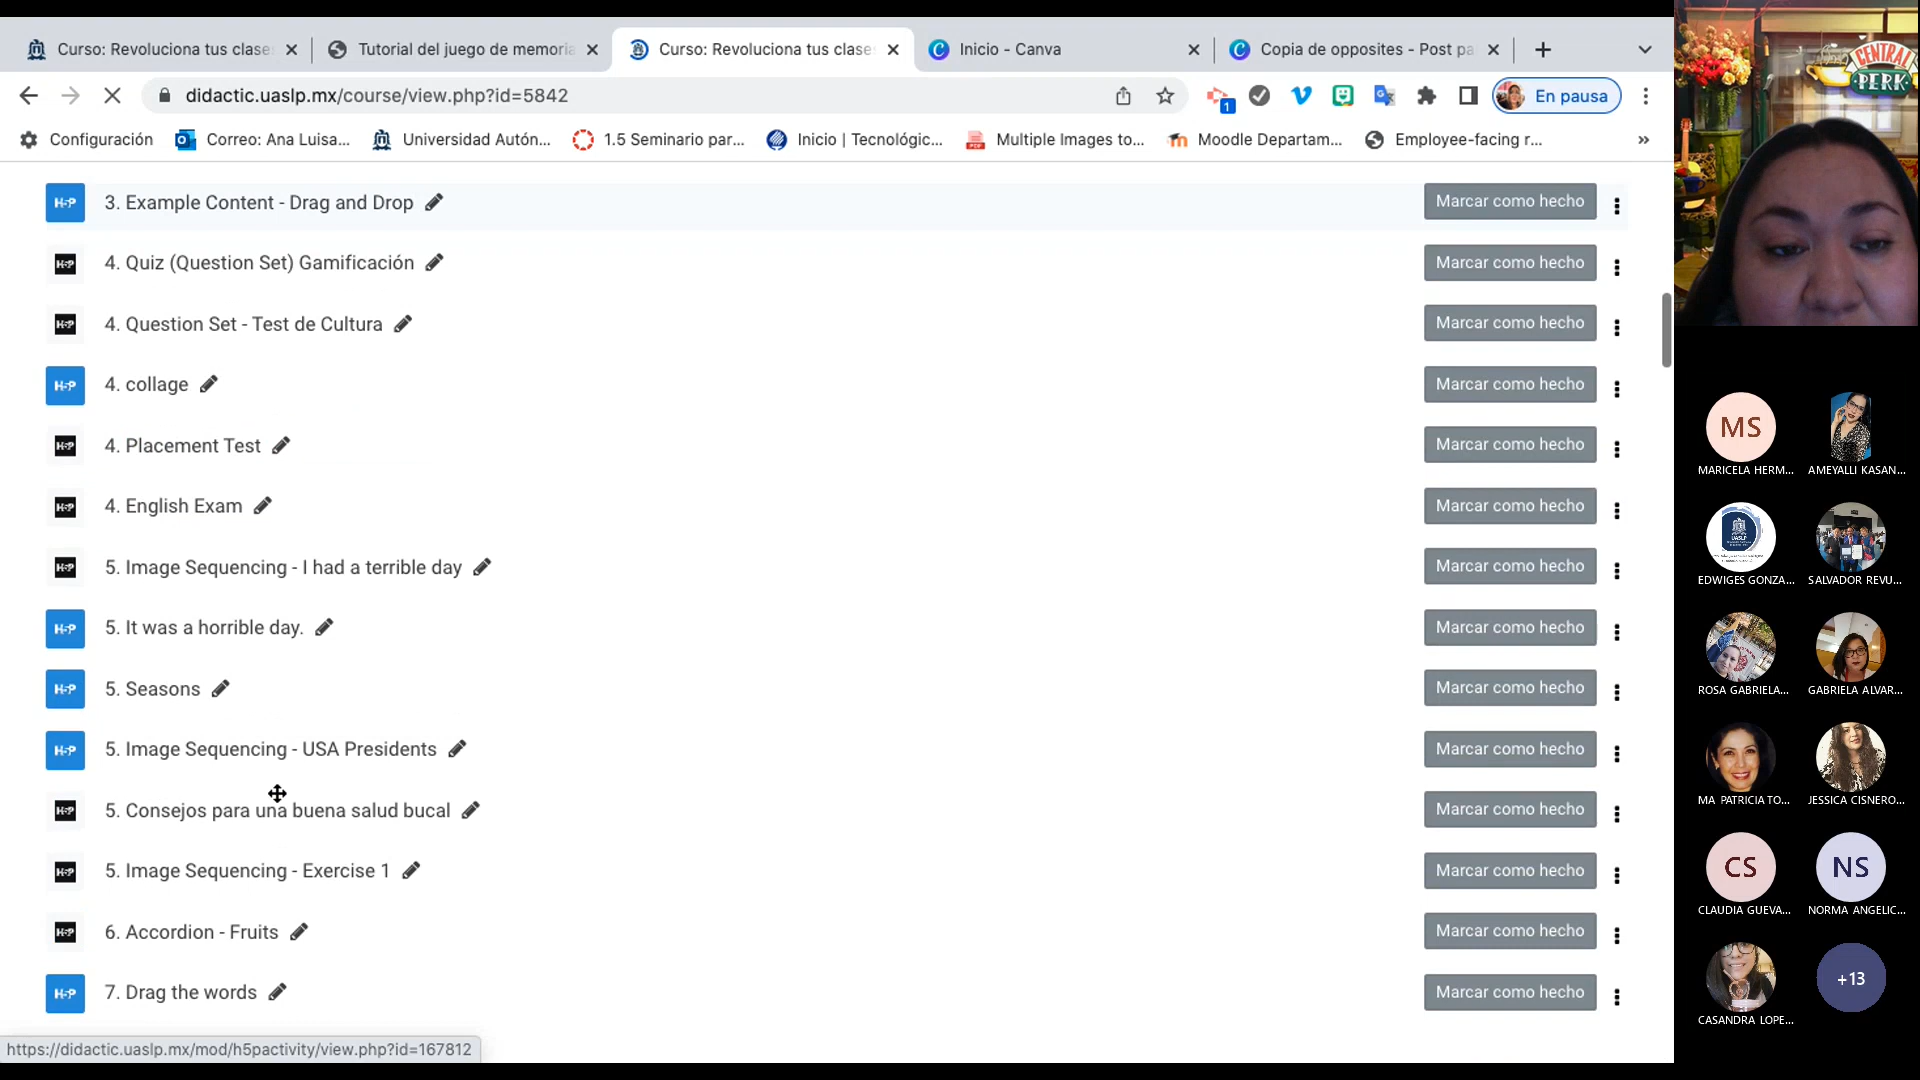 Curso: Revoluciona tus clase
Tutorial del juego de memoria
Curso: Revoluciona tus clase
Inicio - Canva
Copia de opposites - Post pa
didactic.uaslp.mx/course/view.php?id=5842
1
En pausa
Configuración
Correo: Ana Luisa...
Universidad Autón...
1.5 Seminario par...
Inicio | Tecnológic...
Multiple Images to...
Moodle Departam...
Employee-facing r...
»
H-P 3. Example Content - Drag and Drop Marcar como hecho
H-P 4. Quiz (Question Set) Gamificación Marcar como hecho
H-P 4. Question Set - Test de Cultura Marcar como hecho
H-P 4. collage Marcar como hecho
H-P 4. Placement Test Marcar como hecho
H-P 4. English Exam Marcar como hecho
H-P 5. Image Sequencing - I had a terrible day Marcar como hecho
H-P 5. It was a horrible day. Marcar como hecho
H-P 5. Seasons Marcar como hecho
H-P 5. Image Sequencing - USA Presidents Marcar como hecho
H-P 5. Consejos para una buena salud bucal Marcar como hecho
H-P 5. Image Sequencing - Exercise 1 Marcar como hecho
H-P 6. Accordion - Fruits Marcar como hecho
H-P 7. Drag the words Marcar como hecho
https://didactic.uaslp.mx/mod/h5pactivity/view.php?id=167812
CENTRAL
PERK
MS
MARICELA HERM...
AMEYALLI KASAN...
UASLP
EDWIGES GONZA...
SALVADOR REVU...
ROSA GABRIELA...
GABRIELA ALVAR...
MA PATRICIA TO...
JESSICA CISNERO...
CS
CLAUDIA GUEVA...
NS
NORMA ANGELIC...
CASANDRA LOPE...
+13